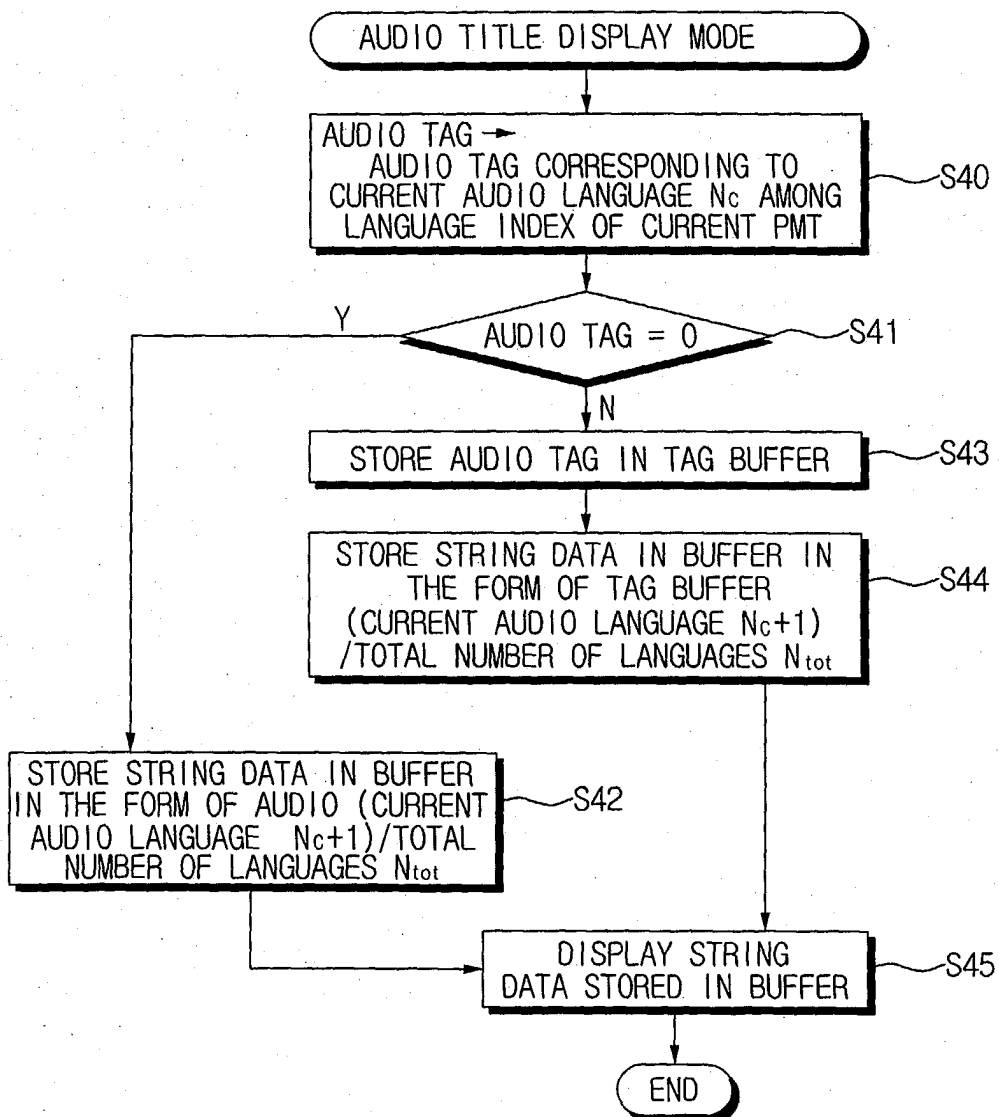 AUDIO TITLE DISPLAY MODE
AUDIO TAG →
AUDIO TAG CORRESPONDING TO
CURRENT AUDIO LANGUAGE Nc AMONG
LANGUAGE INDEX OF CURRENT PMT
S40
AUDIO TAG = 0
S41
Y
N
STORE AUDIO TAG IN TAG BUFFER
S43
STORE STRING DATA IN BUFFER IN
THE FORM OF TAG BUFFER
(CURRENT AUDIO LANGUAGE Nc+1)
/TOTAL NUMBER OF LANGUAGES Ntot
S44
STORE STRING DATA IN BUFFER
IN THE FORM OF AUDIO (CURRENT
AUDIO LANGUAGE Nc+1)/TOTAL
NUMBER OF LANGUAGES Ntot
S42
DISPLAY STRING
DATA STORED IN BUFFER
S45
END